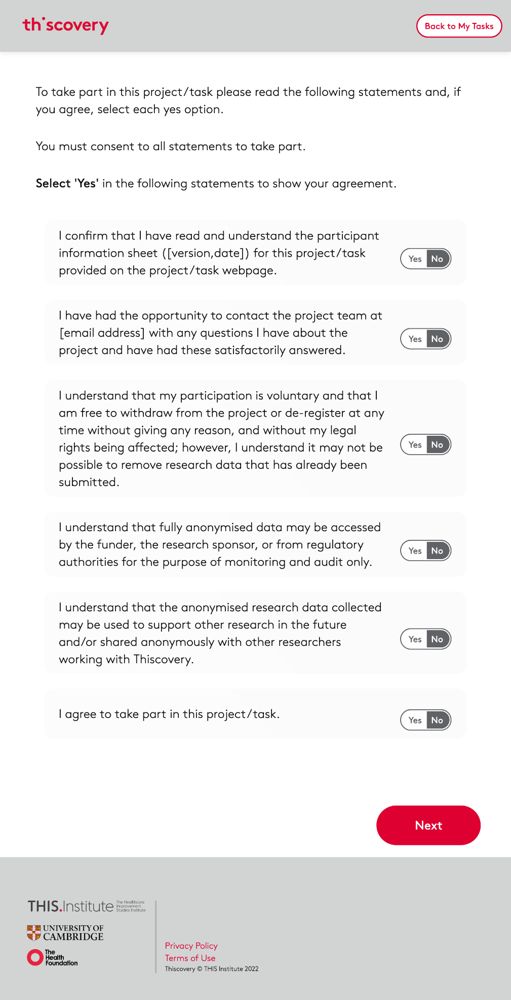 thiscovery
Back to My Tasks
To take part in this project/task please read the following statements and, if
you agree, select each yes option.
You must consent to all statements to take part.
Select 'Yes' in the following statements to show your agreement.
I confirm that I have read and understand the participant
information sheet ([version,date]) for this project/task
provided on the project/task webpage.
Yes No
I have had the opportunity to contact the project team at
[email address] with any questions I have about the
project and have had these satisfactorily answered.
Yes No
I understand that my participation is voluntary and that I
am free to withdraw from the project or de-register at any
time without giving any reason, and without my legal
rights being affected; however, I understand it may not be
possible to remove research data that has already been
submitted.
Yes No
I understand that fully anonymised data may be accessed
by the funder, the research sponsor, or from regulatory
authorities for the purpose of monitoring and audit only.
Yes No
I understand that the anonymised research data collected
may be used to support other research in the future
and/or shared anonymously with other researchers
working with Thiscovery.
Yes No
I agree to take part in this project/task.
Yes No
Next
THIS.Institute
The Healthcare
Improvement
Studies Institute
UNIVERSITY OF
CAMBRIDGE
The
Health
Foundation
Privacy Policy
Terms of Use
Thiscovery © THIS Institute 2022